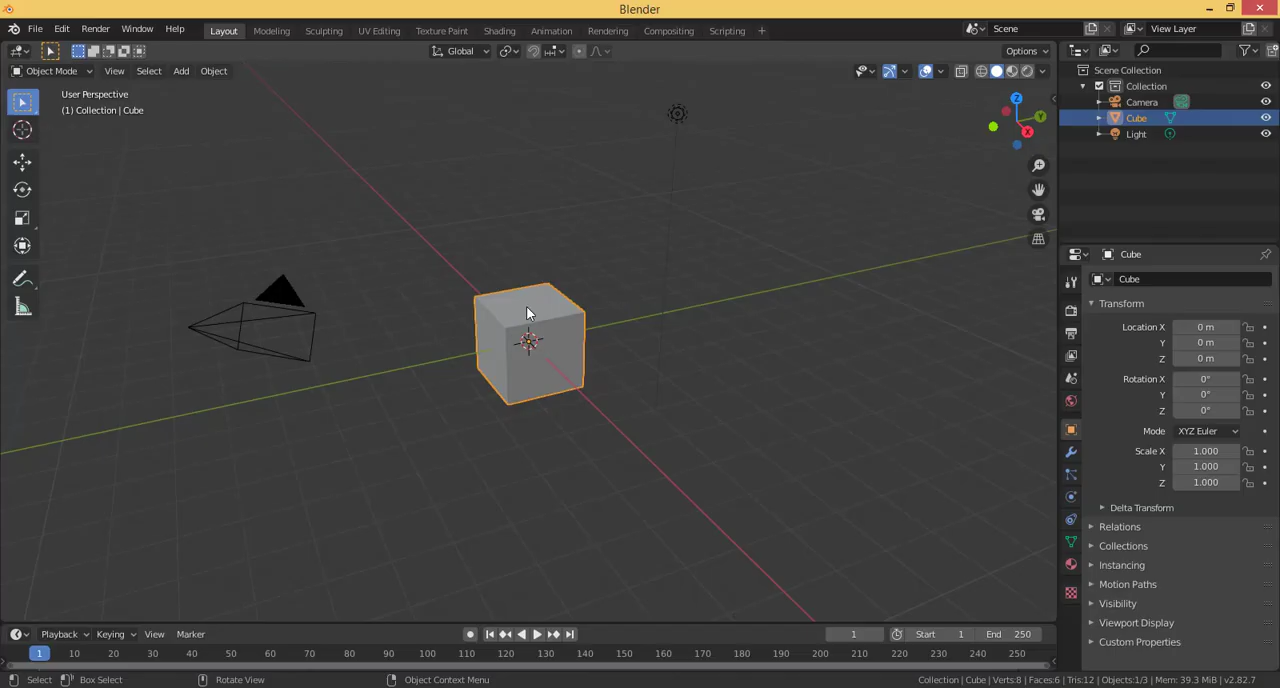 Blender
File Edit Render Window Help Layout Modeling Sculpting UV Editing Texture Paint Shading Animation Rendering Compositing Scripting + Scene View Layer
Global Options
Object Mode View Select Add Object
User Perspective
(1) Collection | Cube
Z
Y
X
Scene Collection
Collection
Camera
Cube
Light
Cube
Cube
Transform
Location X 0 m
Y 0 m
Z 0 m
Rotation X 0°
Y 0°
Z 0°
Mode XYZ Euler
Scale X 1.000
Y 1.000
Z 1.000
Delta Transform
Relations
Collections
Instancing
Motion Paths
Visibility
Viewport Display
Custom Properties
Playback Keying View Marker 1 Start 1 End 250
1 10 20 30 40 50 60 70 80 90 100 110 120 130 140 150 160 170 180 190 200 210 220 230 240 250
Select Box Select Rotate View Object Context Menu Collection | Cube | Verts:8 | Faces:6 | Tris:12 | Objects:1/3 | Mem: 39.3 MiB | v2.82.7